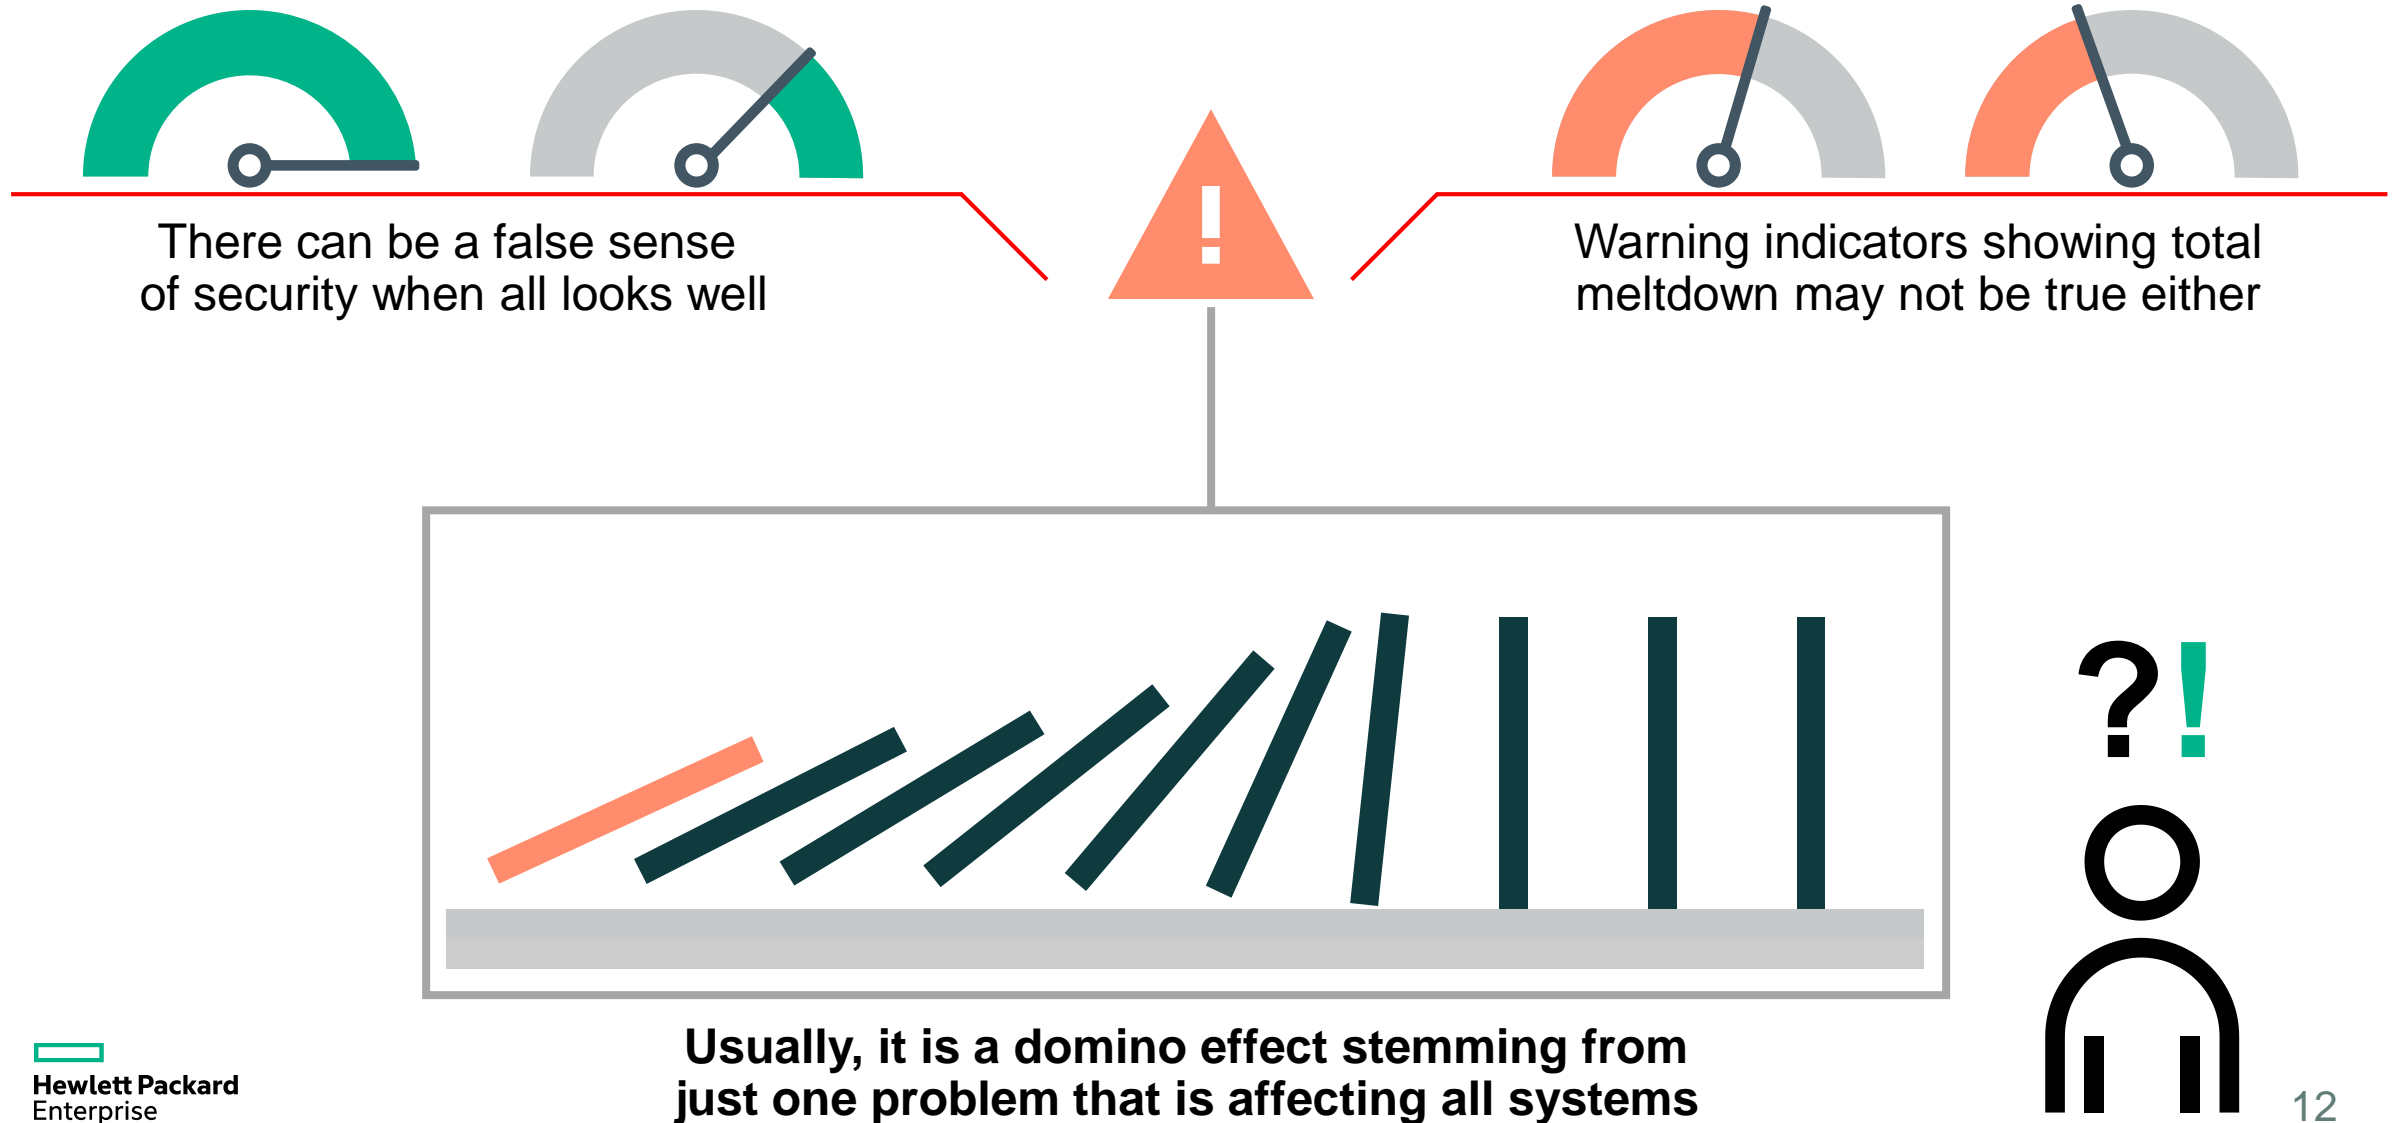 There can be a false sense
of security when all looks well
!
Warning indicators showing total
meltdown may not be true either
?!
Usually, it is a domino effect stemming from
just one problem that is affecting all systems
Hewlett Packard
Enterprise
12